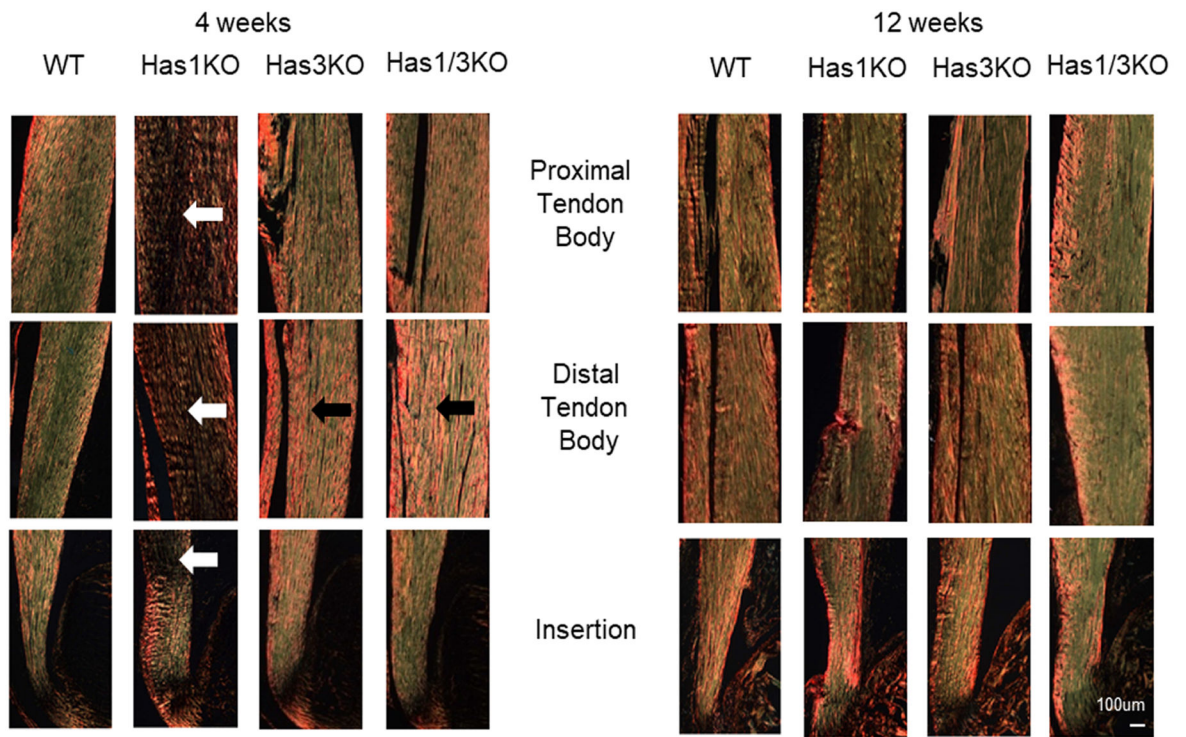 4 weeks
12 weeks
WT Has1KO Has3KO Has1/3KO
WT Has1KO Has3KO Has1/3KO
Proximal
Tendon
Body
Distal
Tendon
Body
Insertion
100um